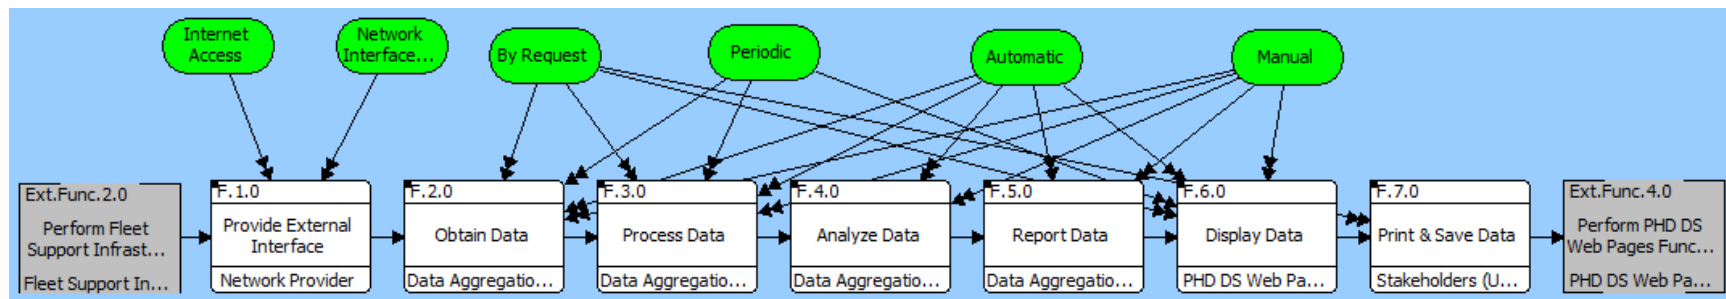 Internet
Access
Network
Interface...
By Request
Periodic
Automatic
Manual
Ext.Func.2.0
Perform Fleet
Support Infrast...
Fleet Support In...
F.1.0
Provide External
Interface
Network Provider
F.2.0
Obtain Data
Data Aggregatio...
F.3.0
Process Data
Data Aggregatio...
F.4.0
Analyze Data
Data Aggregatio...
F.5.0
Report Data
Data Aggregatio...
F.6.0
Display Data
PHD DS Web Pa...
F.7.0
Print & Save Data
Stakeholders (U...
Ext.Func.4.0
Perform PHD DS
Web Pages Func...
PHD DS Web Pa...